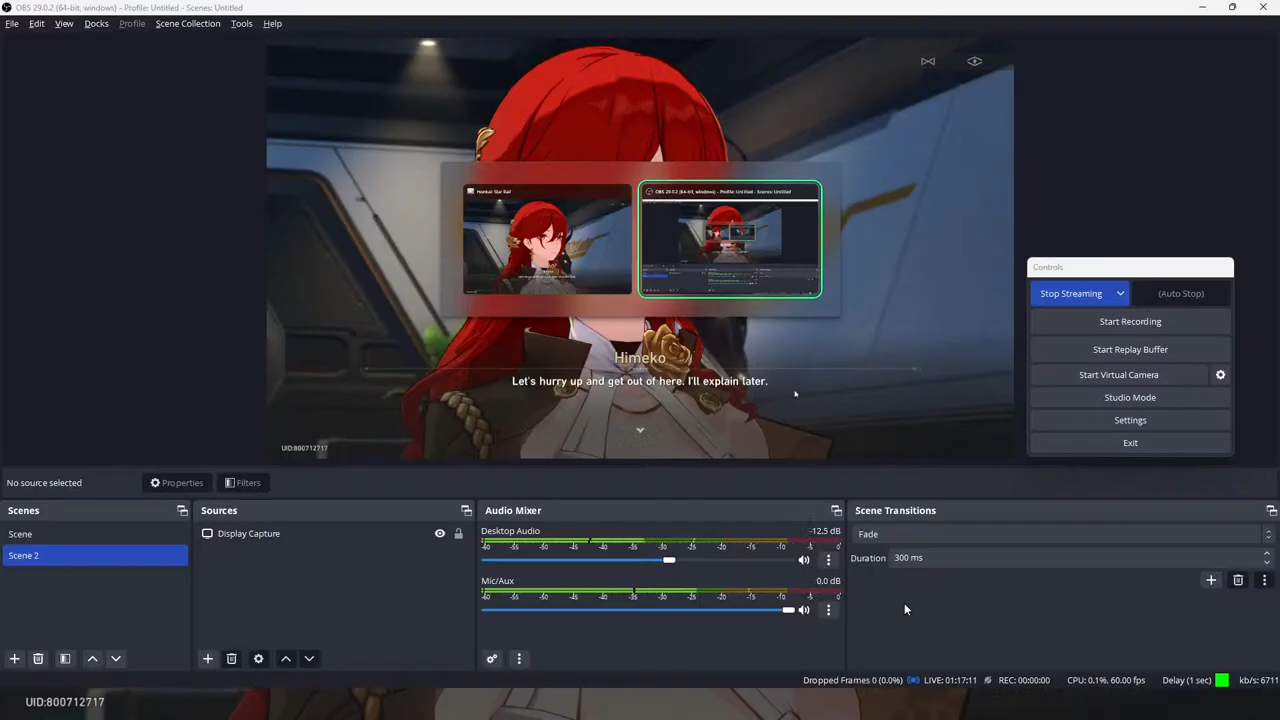 OBS 29.0.2 (64-bit, windows) - Profile: Untitled - Scenes: Untitled
File Edit View Docks Profile Scene Collection Tools Help
Honkai: Star Rail
OBS 29.0.2 (64-bit, windows) - Profile: Untitled - Scenes: Untitled
Himeko
Let's hurry up and get out of here. I'll explain later.
UID:800712717
Controls
Stop Streaming (Auto Stop)
Start Recording
Start Replay Buffer
Start Virtual Camera
Studio Mode
Settings
Exit
No source selected Properties Filters
Scenes
Scene
Scene 2
Sources
Display Capture
Audio Mixer
Desktop Audio -12.5 dB
-60 -55 -50 -45 -40 -35 -30 -25 -20 -15 -10 -5 0
Mic/Aux 0.0 dB
-60 -55 -50 -45 -40 -35 -30 -25 -20 -15 -10 -5 0
Scene Transitions
Fade
Duration 300 ms
Dropped Frames 0 (0.0%) LIVE: 01:17:11 REC: 00:00:00 CPU: 0.1%, 60.00 fps Delay (1 sec) kb/s: 6711
UID:800712717